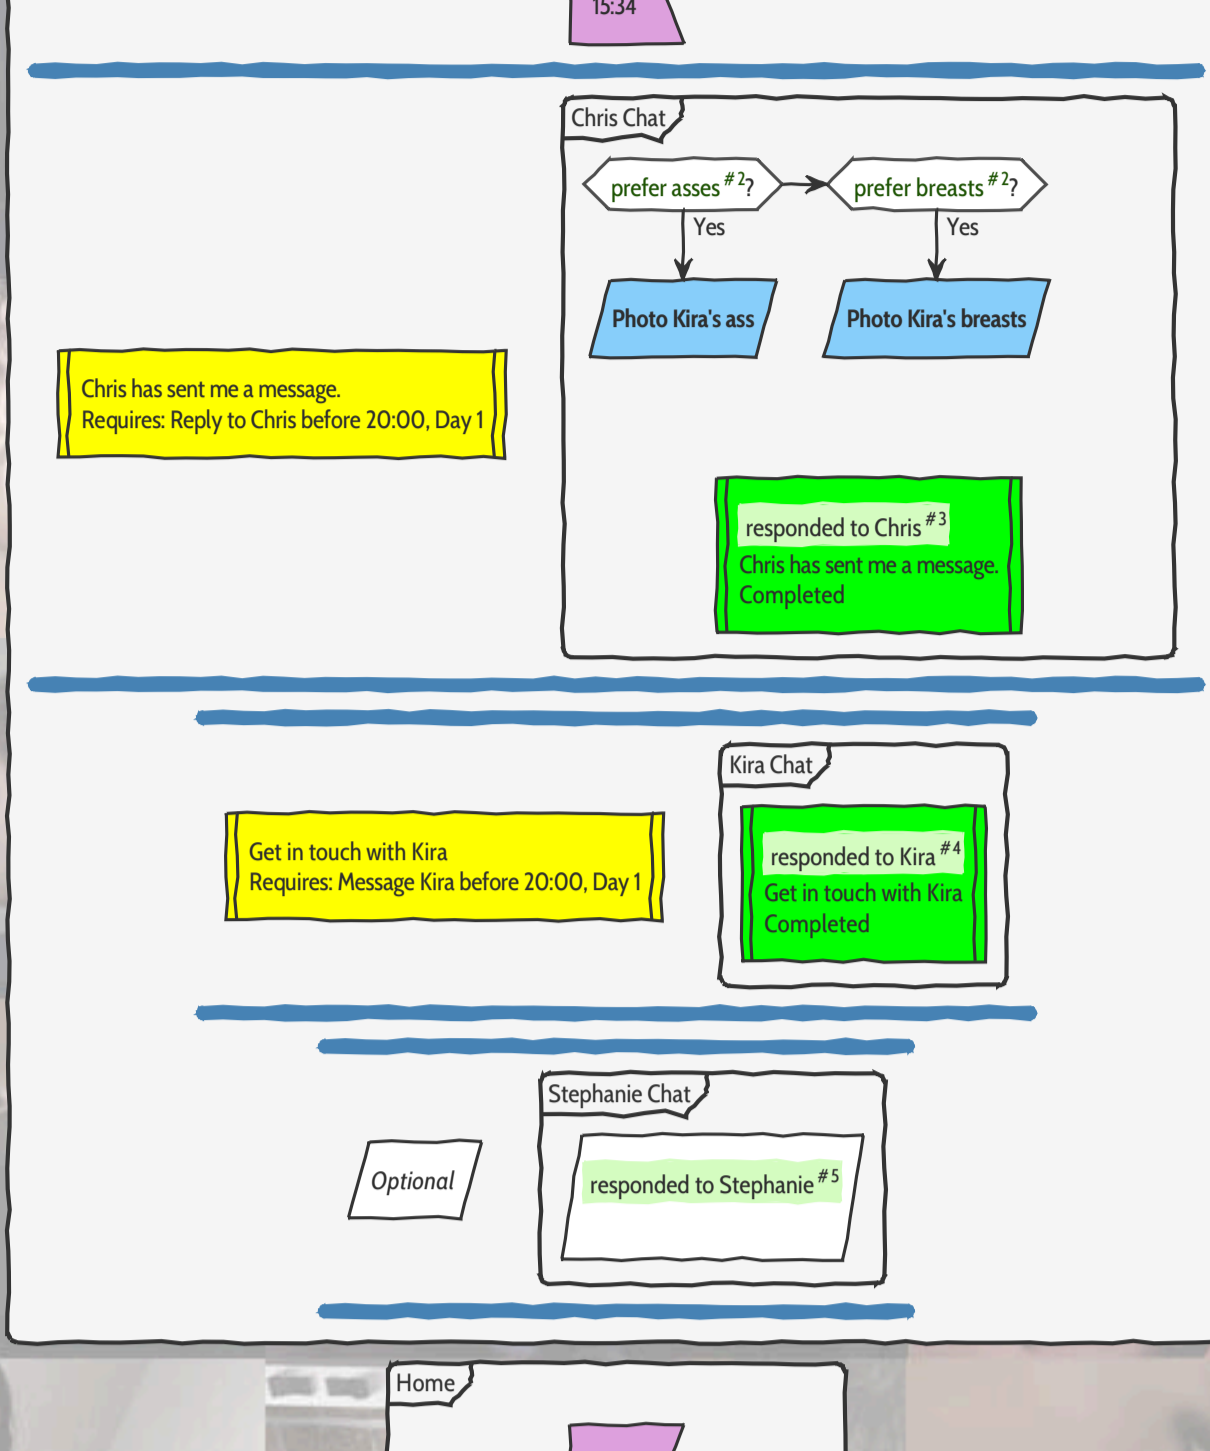 15:34
Chris Chat
prefer asses #2?
prefer breasts #2?
Yes
Yes
Photo Kira's ass
Photo Kira's breasts
Chris has sent me a message.
Requires: Reply to Chris before 20:00, Day 1
responded to Chris #3
Chris has sent me a message.
Completed
Kira Chat
Get in touch with Kira
Requires: Message Kira before 20:00, Day 1
responded to Kira #4
Get in touch with Kira
Completed
Stephanie Chat
Optional
responded to Stephanie #5
Home